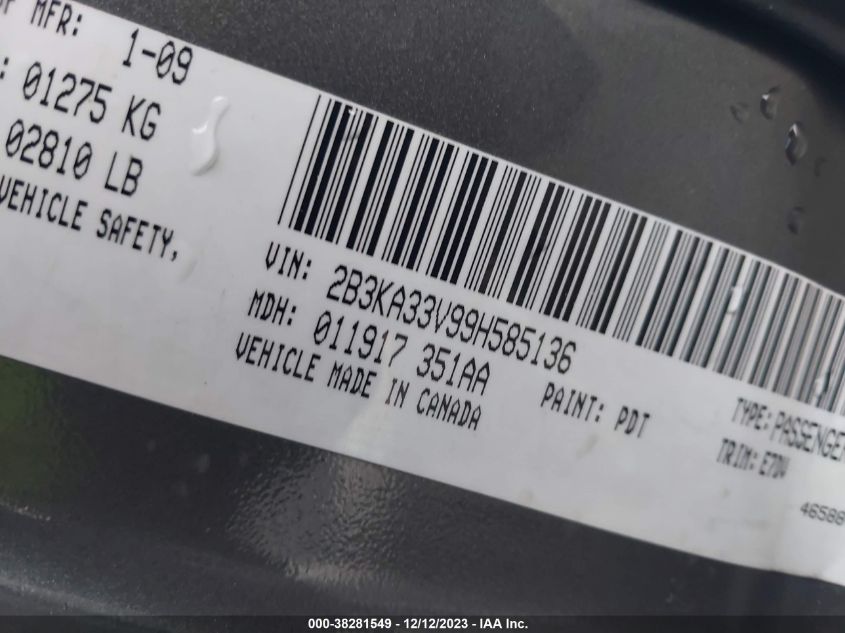 MFR: 1-09
01275 KG
02810 LB
VEHICLE SAFETY,
VIN: 2B3KA33V99H585136
MDH: 011917 351AA
VEHICLE MADE IN CANADA
PAINT: PDT
TYPE: PASSENGER
TRIM: E7DV
46588
000-38281549 - 12/12/2023 - IAA Inc.